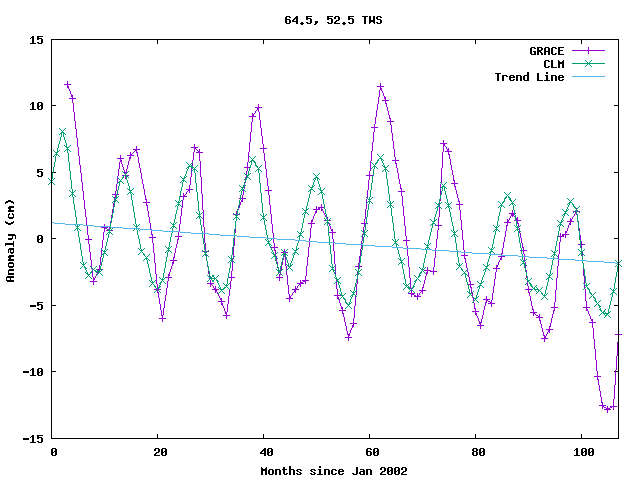 64.5, 52.5 TWS
GRACE
CLM
Trend Line
15
10
5
0
-5
-10
-15
Anomaly (cm)
0 20 40 60 80 100
Months since Jan 2002